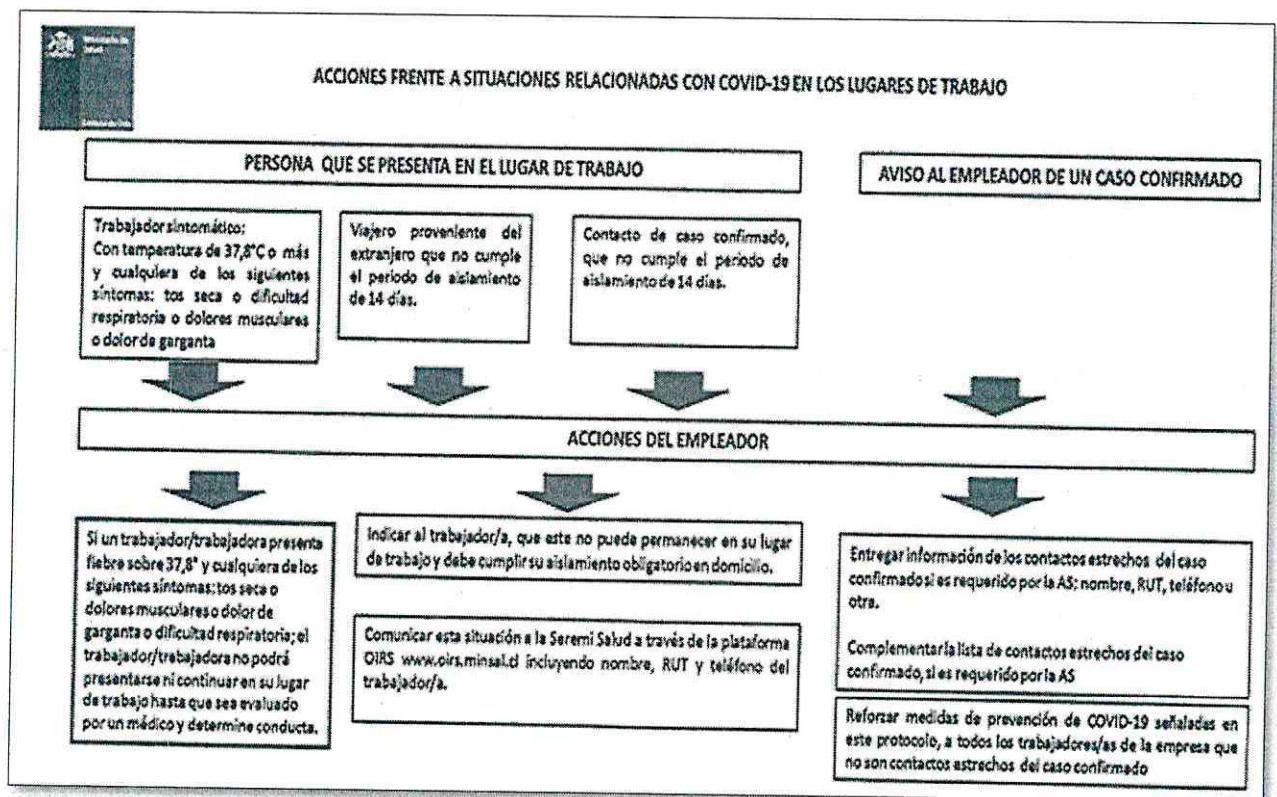 Ministerio de
Salud
ACCIONES FRENTE A SITUACIONES RELACIONADAS CON COVID-19 EN LOS LUGARES DE TRABAJO
PERSONA QUE SE PRESENTA EN EL LUGAR DE TRABAJO
AVISO AL EMPLEADOR DE UN CASO CONFIRMADO
Trabajador sintomático:
Con temperatura de 37,8°C o más
y cualquiera de los siguientes
síntomas: tos seca o dificultad
respiratoria o dolores musculares
o dolor de garganta
Viajero proveniente del
extranjero que no cumple
el periodo de aislamiento
de 14 días.
Contacto de caso confirmado,
que no cumple el periodo de
aislamiento de 14 días.
ACCIONES DEL EMPLEADOR
Si un trabajador/trabajadora presenta
fiebre sobre 37,8° y cualquiera de los
siguientes síntomas: tos seca o
dolores musculares o dolor de
garganta o dificultad respiratoria; el
trabajador/trabajadora no podrá
presentarse ni continuar en su lugar
de trabajo hasta que sea evaluado
por un médico y determine conducta.
Indicar al trabajador/a, que este no puede permanecer en su lugar
de trabajo y debe cumplir su aislamiento obligatorio en domicilio.
Comunicar esta situación a la Seremi Salud a través de la plataforma
OIRS www.oirs.minsal.cl incluyendo nombre, RUT y teléfono del
trabajador/a.
Entregar información de los contactos estrechos del caso
confirmado si es requerido por la AS: nombre, RUT, teléfono u
otra.
Complementar la lista de contactos estrechos del caso
confirmado, si es requerido por la AS
Reforzar medidas de prevención de COVID-19 señaladas en
este protocolo, a todos los trabajadores/as de la empresa que
no son contactos estrechos del caso confirmado